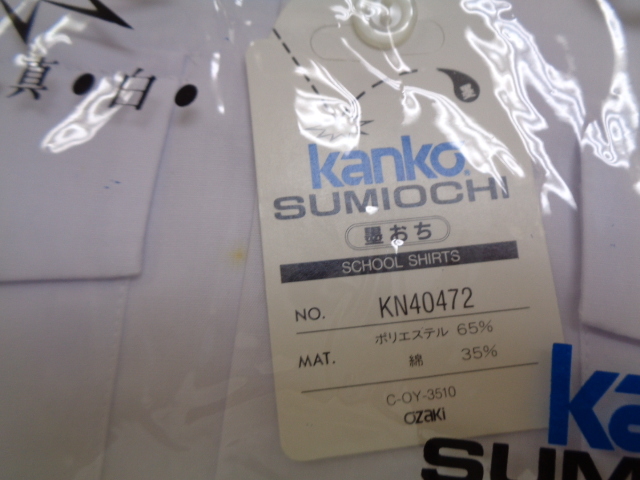 真・白・
kanko
SUMIOCHI
墨おち
SCHOOL SHIRTS
NO. KN40472
MAT. ポリエステル 65%
綿 35%
C-OY-3510
OZAKI
ka
SUM